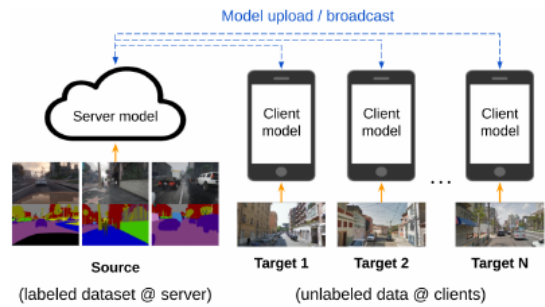 Model upload / broadcast
Server model
Client
model
Client
model
Client
model
...
Source
Target 1
Target 2
Target N
(labeled dataset @ server)
(unlabeled data @ clients)